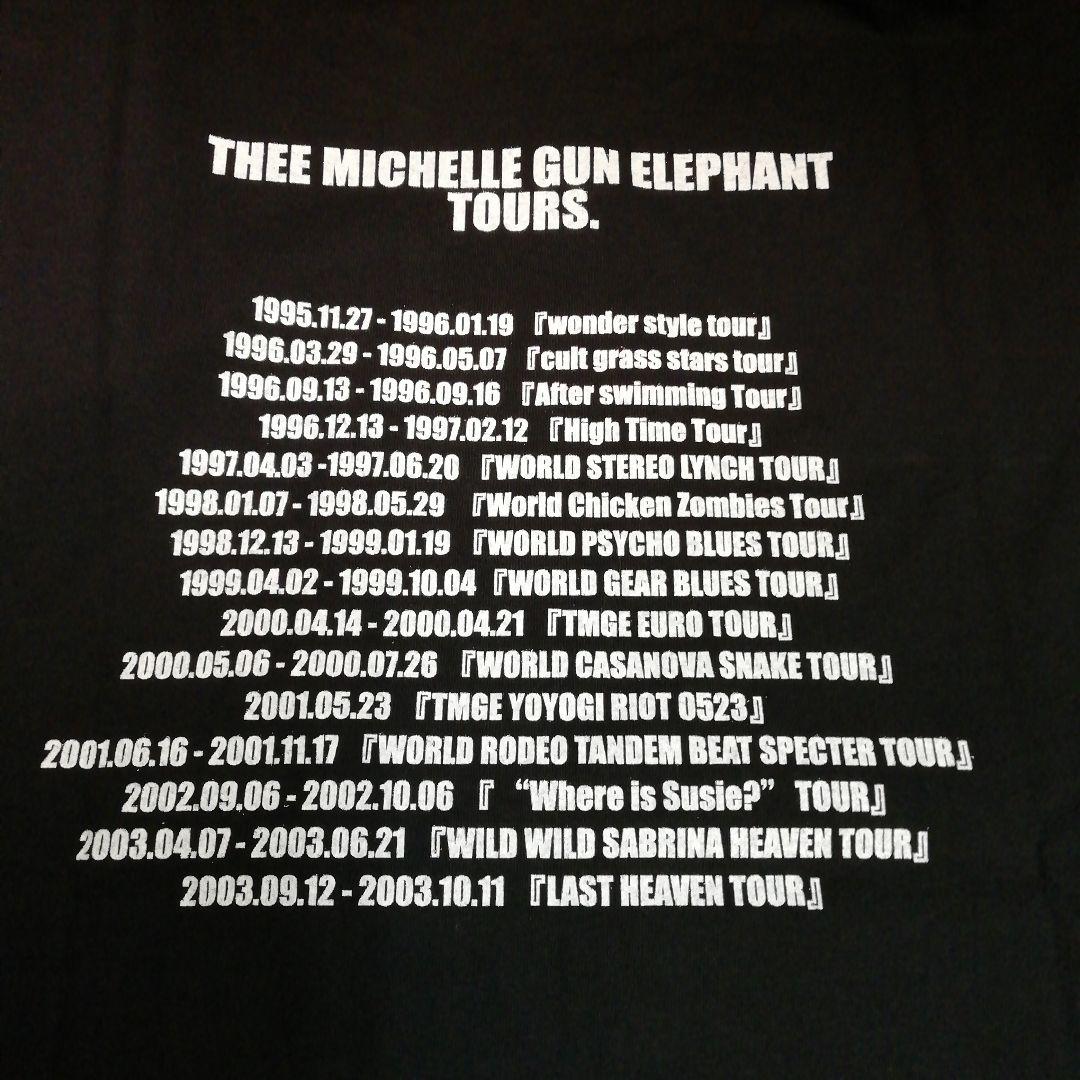 THEE MICHELLE GUN ELEPHANT
TOURS.
1995.11.27 - 1996.01.19 『wonder style tour』
1996.03.29 - 1996.05.07 『cult grass stars tour』
1996.09.13 - 1996.09.16 『After swimming Tour』
1996.12.13 - 1997.02.12 『High Time Tour』
1997.04.03 -1997.06.20 『WORLD STEREO LYNCH TOUR』
1998.01.07 - 1998.05.29 『World Chicken Zombies Tour』
1998.12.13 - 1999.01.19 『WORLD PSYCHO BLUES TOUR』
1999.04.02 - 1999.10.04 『WORLD GEAR BLUES TOUR』
2000.04.14 - 2000.04.21 『TMGE EURO TOUR』
2000.05.06 - 2000.07.26 『WORLD CASANOVA SNAKE TOUR』
2001.05.23 『TMGE YOYOGI RIOT 0523』
2001.06.16 - 2001.11.17 『WORLD RODEO TANDEM BEAT SPECTER TOUR』
2002.09.06 - 2002.10.06 『 “Where is Susie?” TOUR』
2003.04.07 - 2003.06.21 『WILD WILD SABRINA HEAVEN TOUR』
2003.09.12 - 2003.10.11 『LAST HEAVEN TOUR』